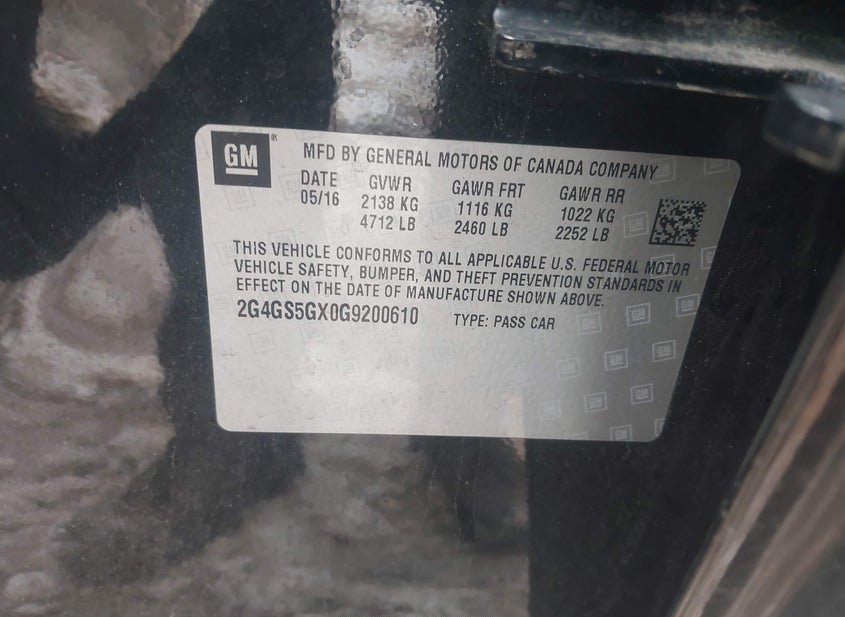 GM ® MFD BY GENERAL MOTORS OF CANADA COMPANY
DATE GVWR GAWR FRT GAWR RR
05/16 2138 KG 1116 KG 1022 KG
4712 LB 2460 LB 2252 LB
THIS VEHICLE CONFORMS TO ALL APPLICABLE U.S. FEDERAL MOTOR
VEHICLE SAFETY, BUMPER, AND THEFT PREVENTION STANDARDS IN
EFFECT ON THE DATE OF MANUFACTURE SHOWN ABOVE.
2G4GS5GX0G9200610 TYPE: PASS CAR